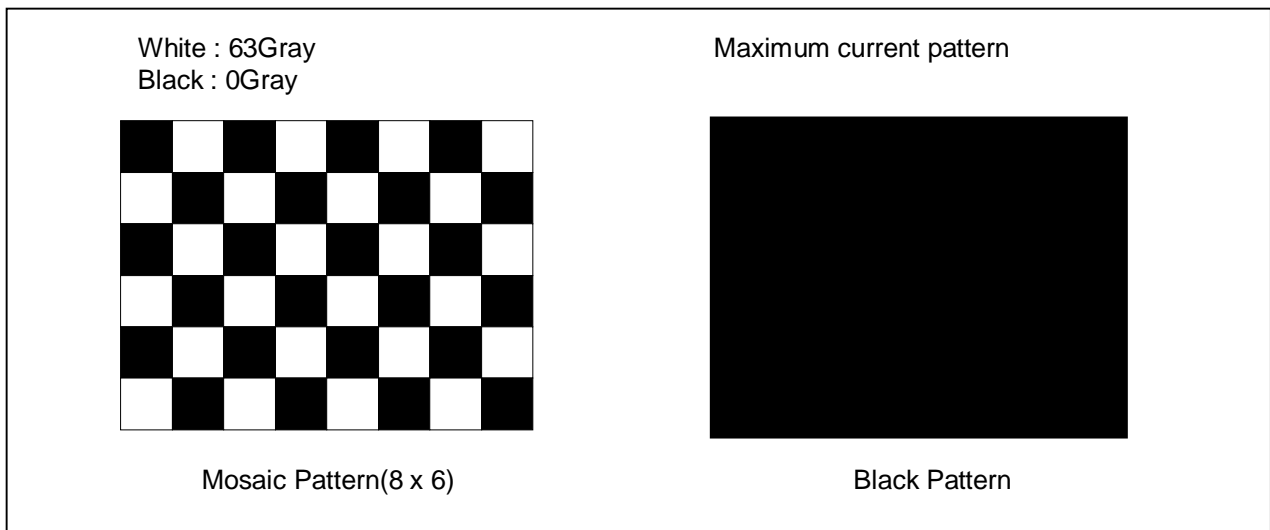 White : 63Gray
Black : 0Gray
Maximum current pattern
Mosaic Pattern(8 x 6)
Black Pattern